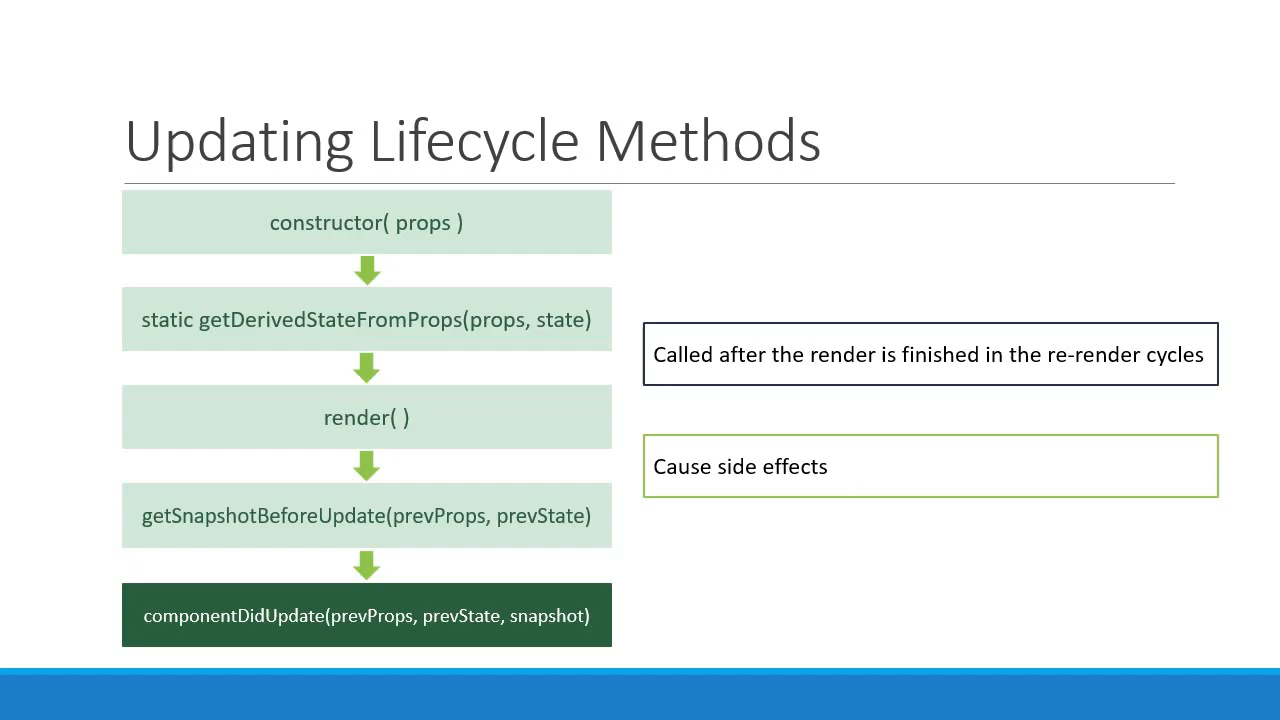 Updating Lifecycle Methods
constructor( props )
static getDerivedStateFromProps(props, state)
render( )
getSnapshotBeforeUpdate(prevProps, prevState)
componentDidUpdate(prevProps, prevState, snapshot)
Called after the render is finished in the re-render cycles
Cause side effects